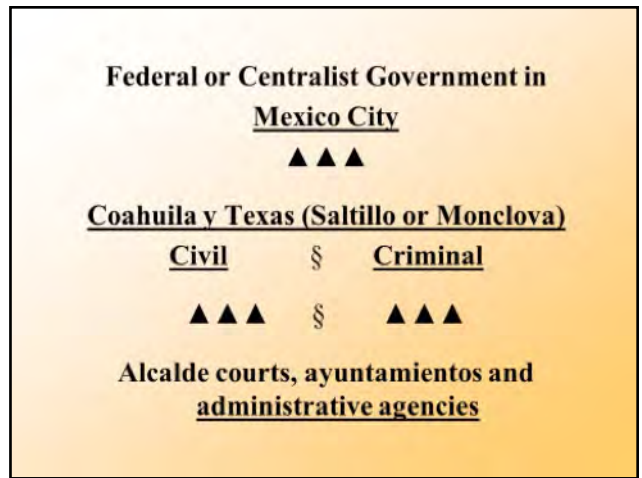 Federal or Centralist Government in
Mexico City
▲ ▲ ▲
Coahuila y Texas (Saltillo or Monclova)
Civil § Criminal
▲ ▲ ▲ § ▲ ▲ ▲
Alcalde courts, ayuntamientos and
administrative agencies